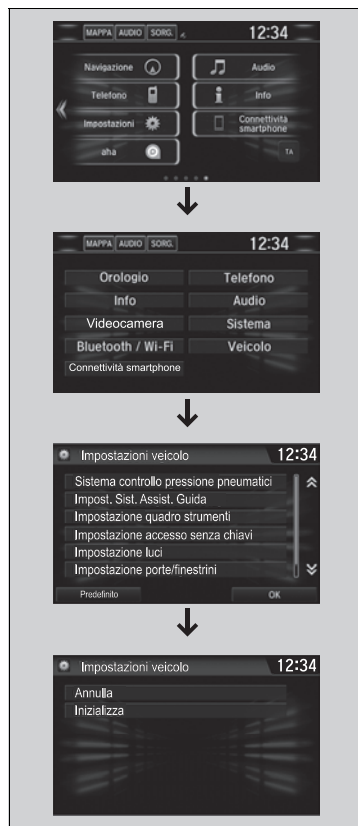 MAPPA AUDIO SORG. 12:34
Navigazione Audio
Telefono Info
Impostazioni Connettività
smartphone
aha TA
MAPPA AUDIO SORG. 12:34
Orologio Telefono
Info Audio
Videocamera Sistema
Bluetooth / Wi-Fi Veicolo
Connettività smartphone
Impostazioni veicolo 12:34
Sistema controllo pressione pneumatici
Impost. Sist. Assist. Guida
Impostazione quadro strumenti
Impostazione accesso senza chiavi
Impostazione luci
Impostazione porte/finestrini
Predefinito OK
Impostazioni veicolo 12:34
Annulla
Inizializza